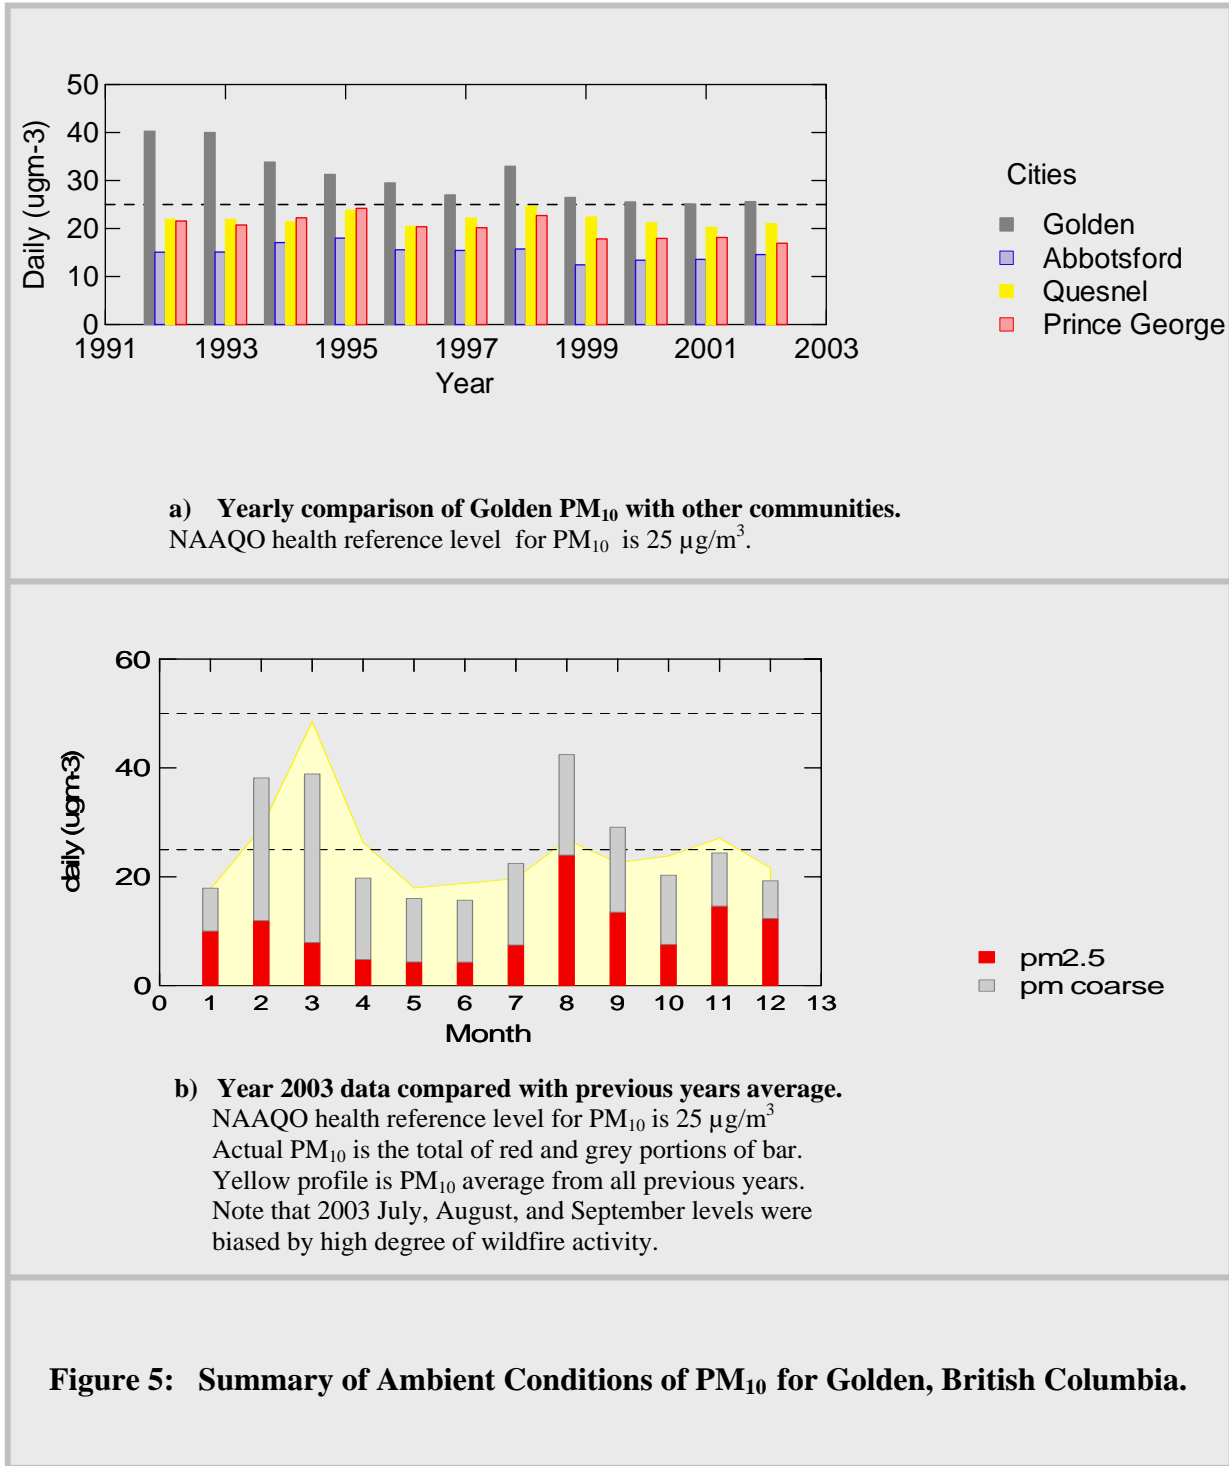 50
40
30
20
10
0
Daily (ugm-3)
1991 1993 1995 1997 1999 2001 2003
Year
Cities
Golden
Abbotsford
Quesnel
Prince George
a) Yearly comparison of Golden PM₁₀ with other communities.
NAAQO health reference level for PM₁₀ is 25 µg/m³.
60
40
20
0
daily (ugm-3)
0 1 2 3 4 5 6 7 8 9 10 11 12 13
Month
pm2.5
pm coarse
b) Year 2003 data compared with previous years average.
NAAQO health reference level for PM₁₀ is 25 µg/m³
Actual PM₁₀ is the total of red and grey portions of bar.
Yellow profile is PM₁₀ average from all previous years.
Note that 2003 July, August, and September levels were
biased by high degree of wildfire activity.
Figure 5: Summary of Ambient Conditions of PM₁₀ for Golden, British Columbia.